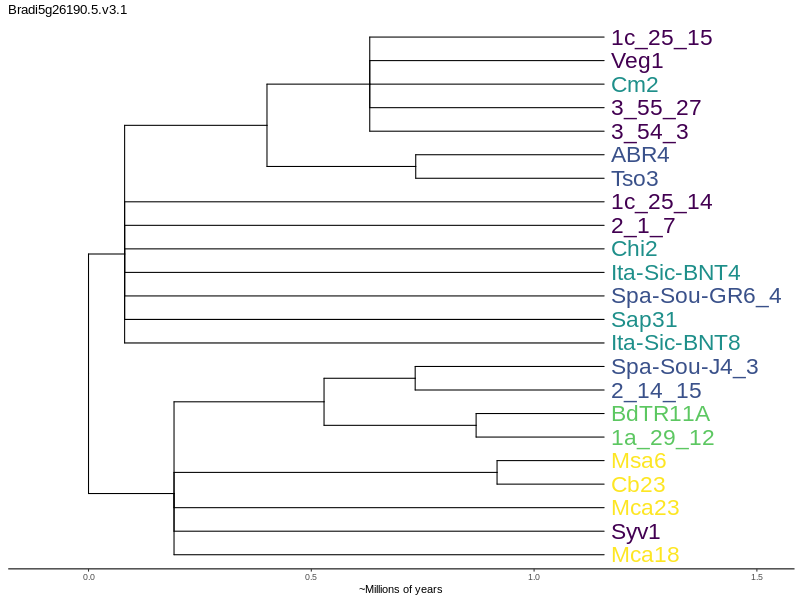 Bradi5g26190.5.v3.1
1c_25_15
Veg1
Cm2
3_55_27
3_54_3
ABR4
Tso3
1c_25_14
2_1_7
Chi2
Ita-Sic-BNT4
Spa-Sou-GR6_4
Sap31
Ita-Sic-BNT8
Spa-Sou-J4_3
2_14_15
BdTR11A
1a_29_12
Msa6
Cb23
Mca23
Syv1
Mca18
0.0 0.5 1.0 1.5
~Millions of years